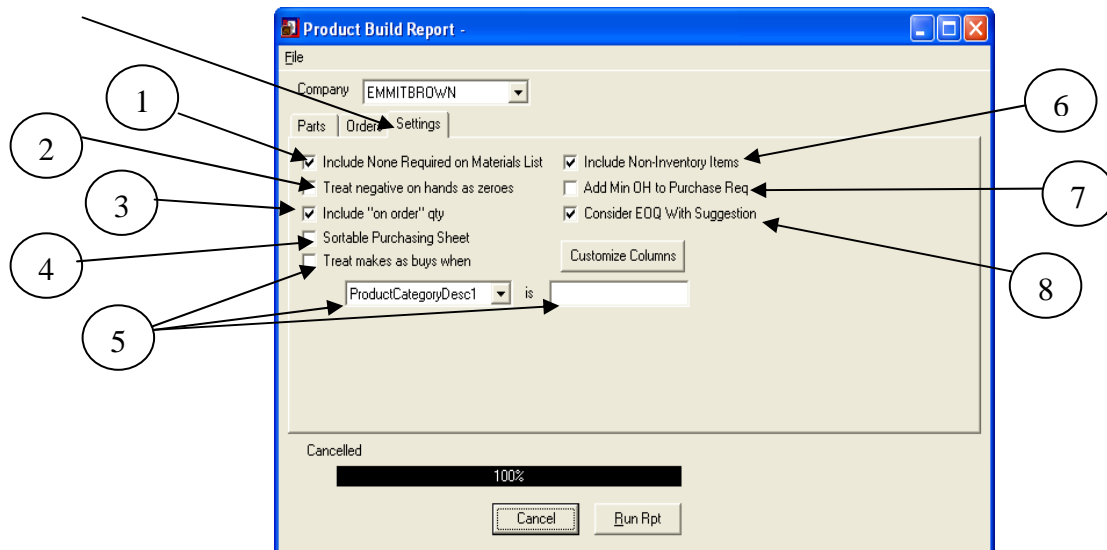 Product Build Report -
File
Company EMMITBROWN
Parts Orders Settings
1
2
3
4
5
Include None Required on Materials List
Treat negative on hands as zeroes
Include "on order" qty
Sortable Purchasing Sheet
Treat makes as buys when
ProductCategoryDesc1 is
Include Non-Inventory Items
Add Min OH to Purchase Req
Consider EOQ With Suggestion
Customize Columns
6
7
8
Cancelled
100%
Cancel Run Rpt